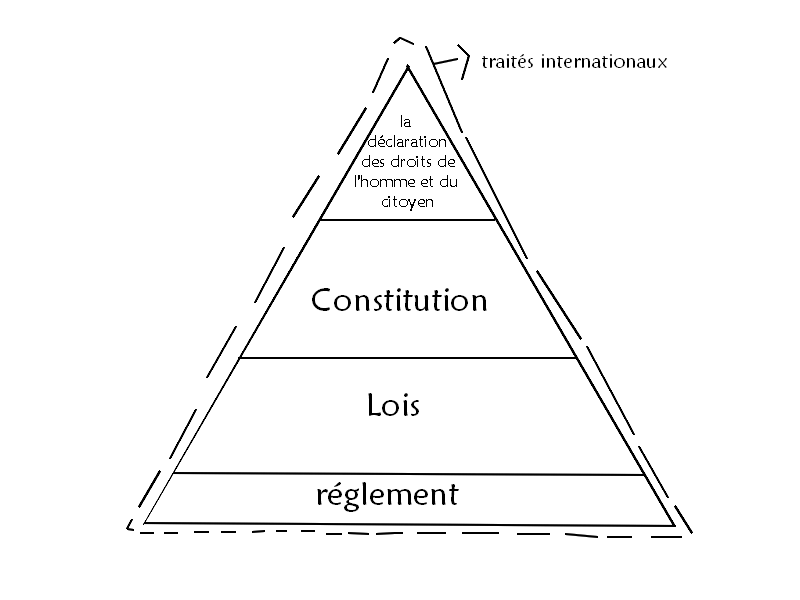 traités internationaux
la
déclaration
des droits de
l'homme et du
citoyen
Constitution
Lois
réglement